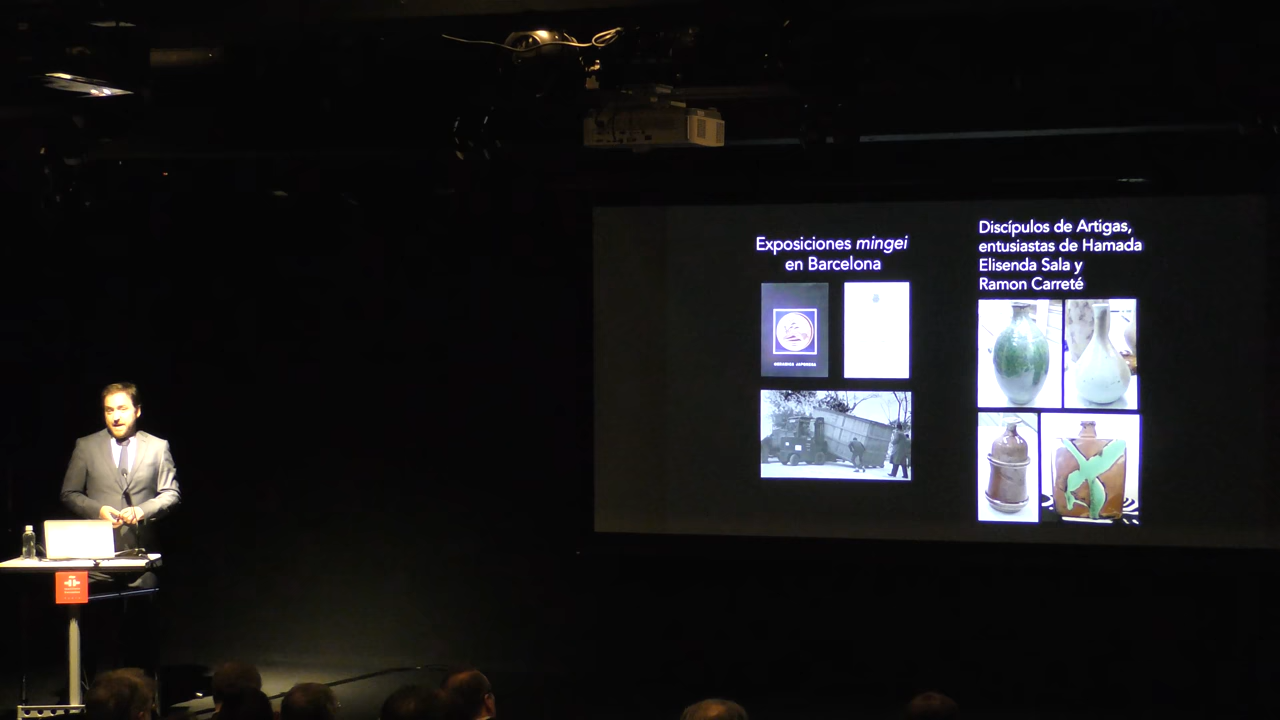 Exposiciones mingei
en Barcelona
Discípulos de Artigas,
entusiastas de Hamada
Elisenda Sala y
Ramon Carreté